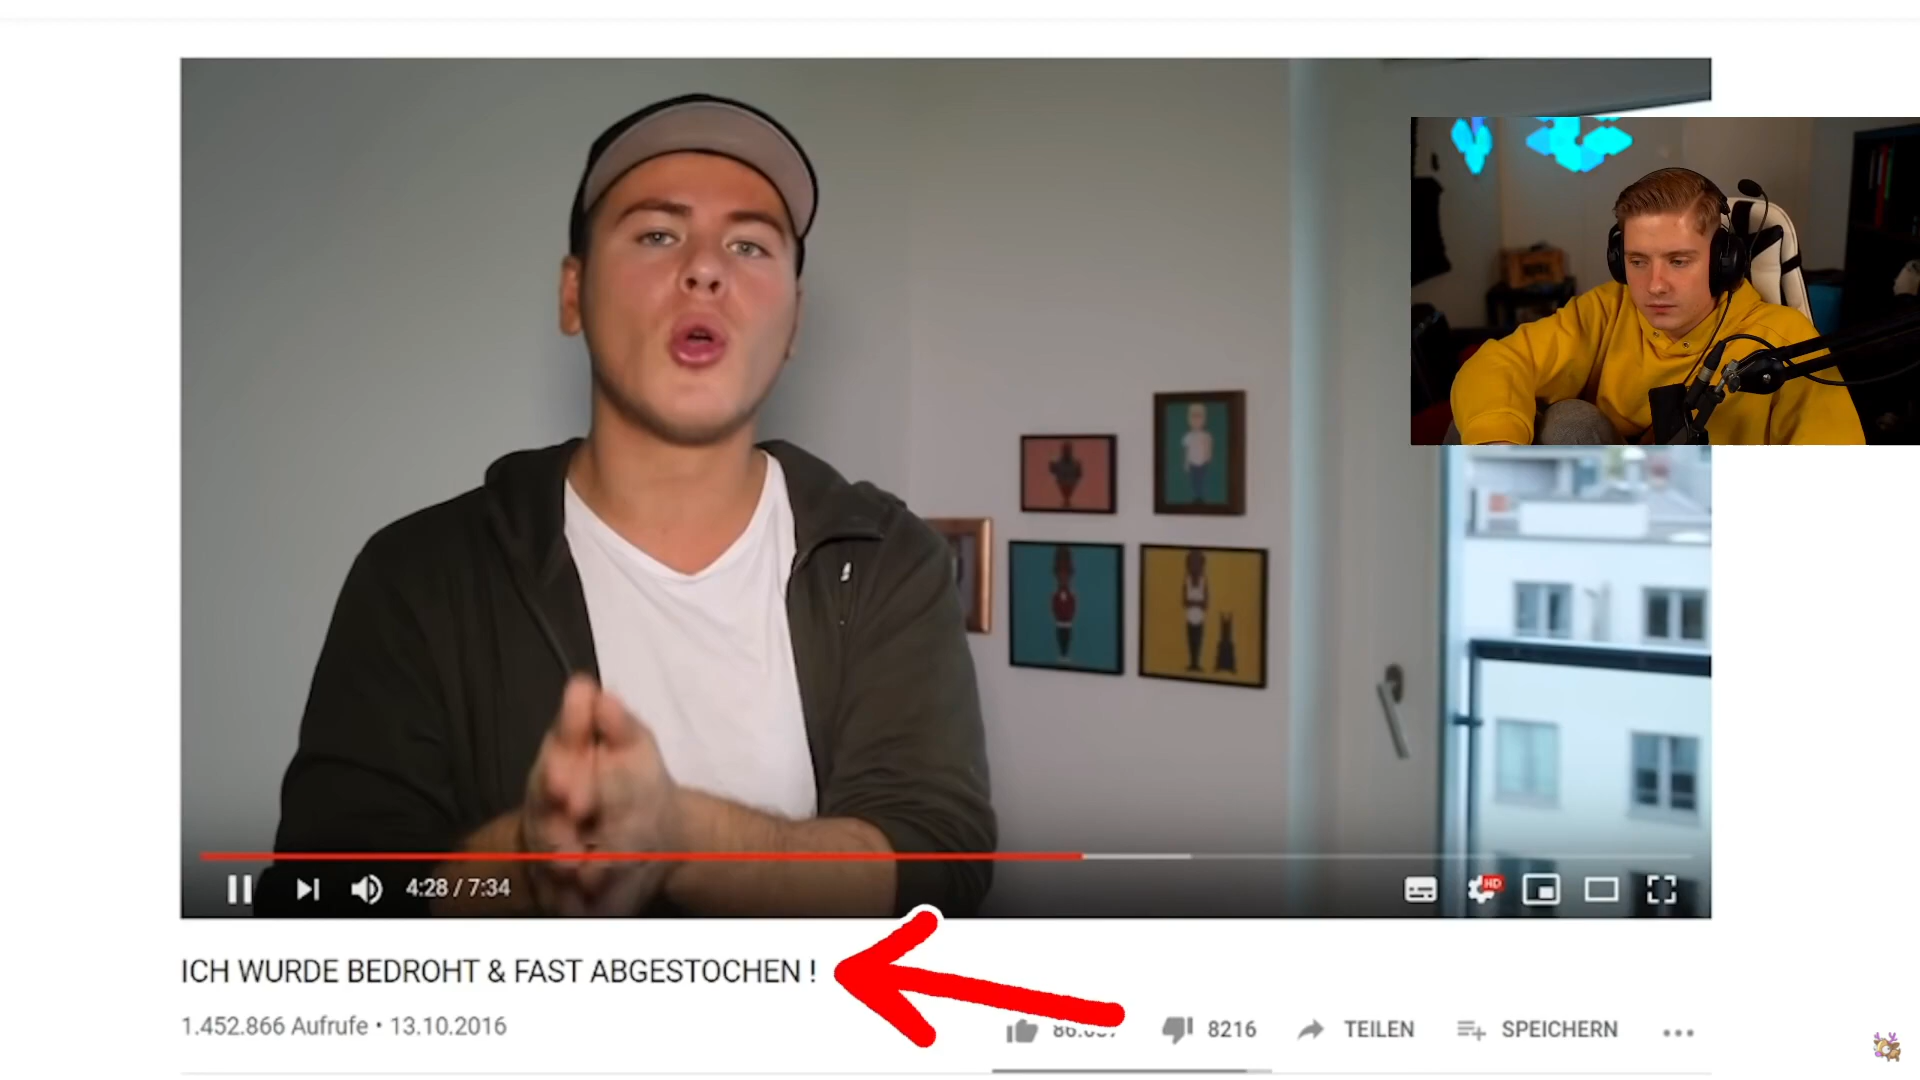 HD
4:28 / 7:34
ICH WURDE BEDROHT & FAST ABGESTOCHEN !
1.452.866 Aufrufe • 13.10.2016
8216 TEILEN SPEICHERN